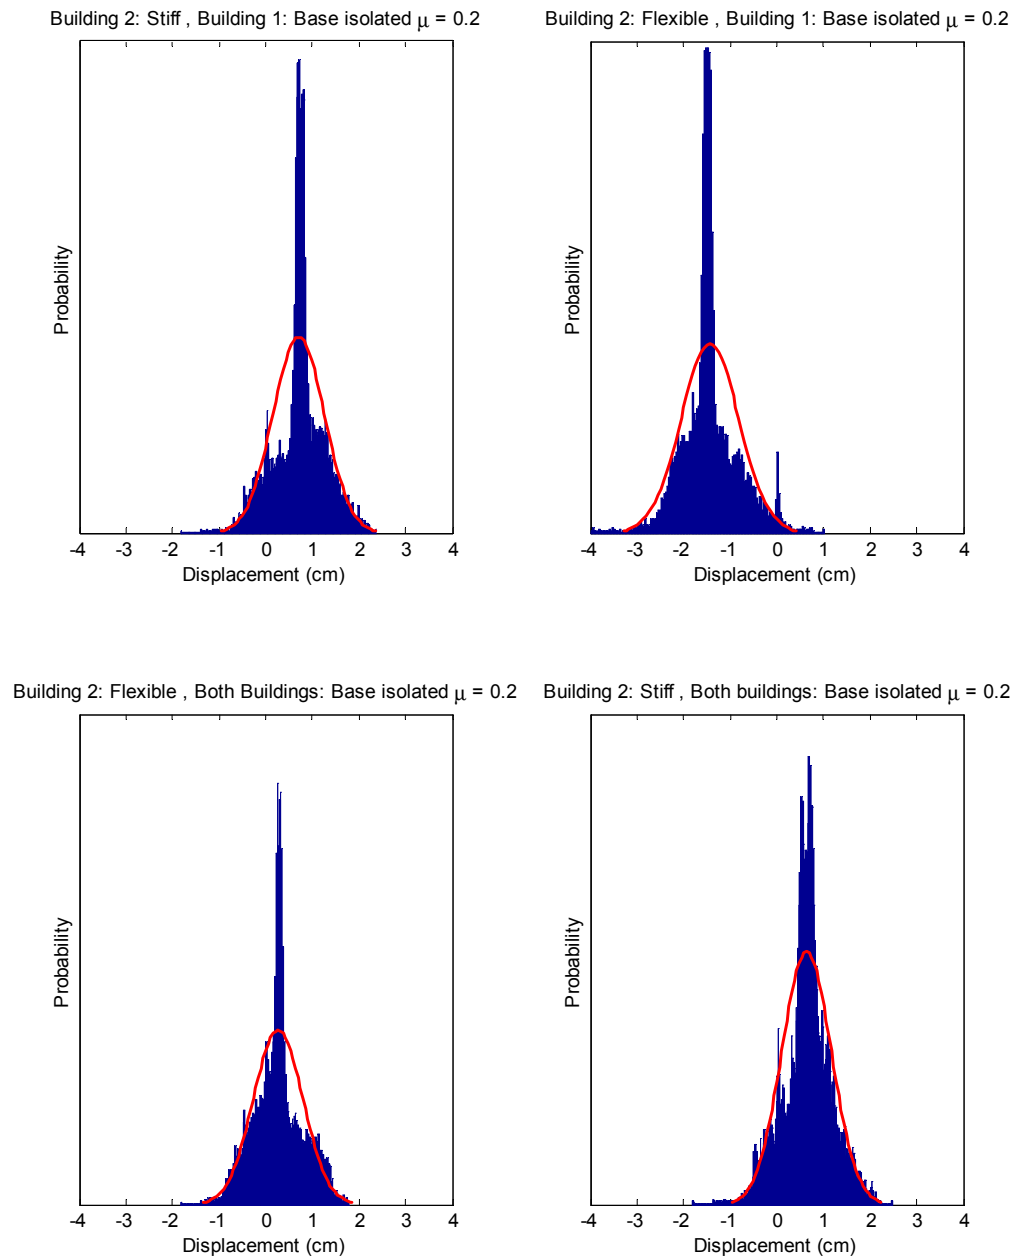 Building 2: Stiff , Building 1: Base isolated μ = 0.2
Probability
-4 -3 -2 -1 0 1 2 3 4
Displacement (cm)
Building 2: Flexible , Building 1: Base isolated μ = 0.2
Probability
-4 -3 -2 -1 0 1 2 3 4
Displacement (cm)
Building 2: Flexible , Both Buildings: Base isolated μ = 0.2
Probability
-4 -3 -2 -1 0 1 2 3 4
Displacement (cm)
Building 2: Stiff , Both buildings: Base isolated μ = 0.2
Probability
-4 -3 -2 -1 0 1 2 3 4
Displacement (cm)